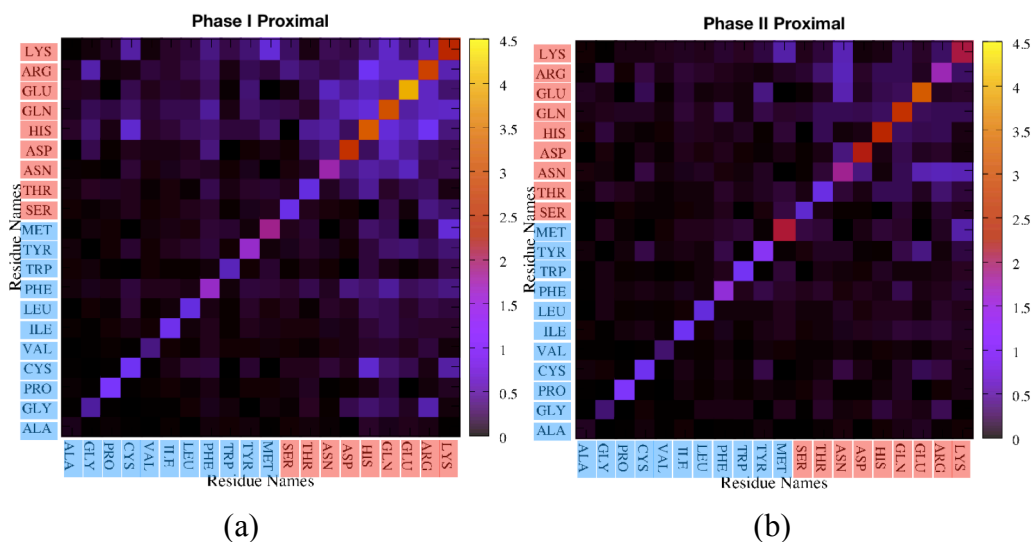 Phase I Proximal
LYS
ARG
GLU
GLN
HIS
ASP
ASN
THR
SER
MET
TYR
TRP
PHE
LEU
ILE
VAL
CYS
PRO
GLY
ALA
Residue Names
ALA GLY PRO CYS VAL ILE LEU PHE TRP TYR MET SER THR ASN ASP HIS GLN GLU ARG LYS
Residue Names
4.5
4
3.5
3
2.5
2
1.5
1
0.5
0
(a)
Phase II Proximal
LYS
ARG
GLU
GLN
HIS
ASP
ASN
THR
SER
MET
TYR
TRP
PHE
LEU
ILE
VAL
CYS
PRO
GLY
ALA
Residue Names
ALA GLY PRO CYS VAL ILE LEU PHE TRP TYR MET SER THR ASN ASP HIS GLN GLU ARG LYS
Residue Names
4.5
4
3.5
3
2.5
2
1.5
1
0.5
0
(b)